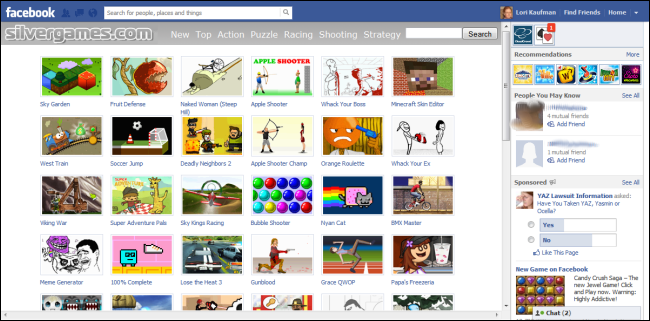 facebook
Search for people, places and things
Lori Kaufman
Find Friends
Home
silvergames.com
New Top Action Puzzle Racing Shooting Strategy
Search
1
Recommendations
More
APPLE SHOOTER
Sky Garden
Fruit Defense
Naked Woman (Steep Hill)
Apple Shooter
Whack Your Boss
Minecraft Skin Editor
People You May Know
See All
4 mutual friends
Add Friend
1 mutual friend
Add Friend
West Train
Soccer Jump
Deadly Neighbors 2
Apple Shooter Champ
Orange Roulette
Whack Your Ex
Sponsored
See All
YAZ Lawsuit Information asked:
Have You Taken YAZ, Yasmin or
Ocella?
Yes
No
Like This Page
Viking War
Super Adventure Pals
Sky Kings Racing
Bubble Shooter
Nyan Cat
BMX Master
New Game on Facebook
Candy Crush Saga – The
new Jewel Game! Click
and Play now. Warning:
Highly Addictive!
Meme Generator
100% Complete
Lose the Heat 3
Gunblood
Grace QWOP
Papa's Freezeria
Chat (2)